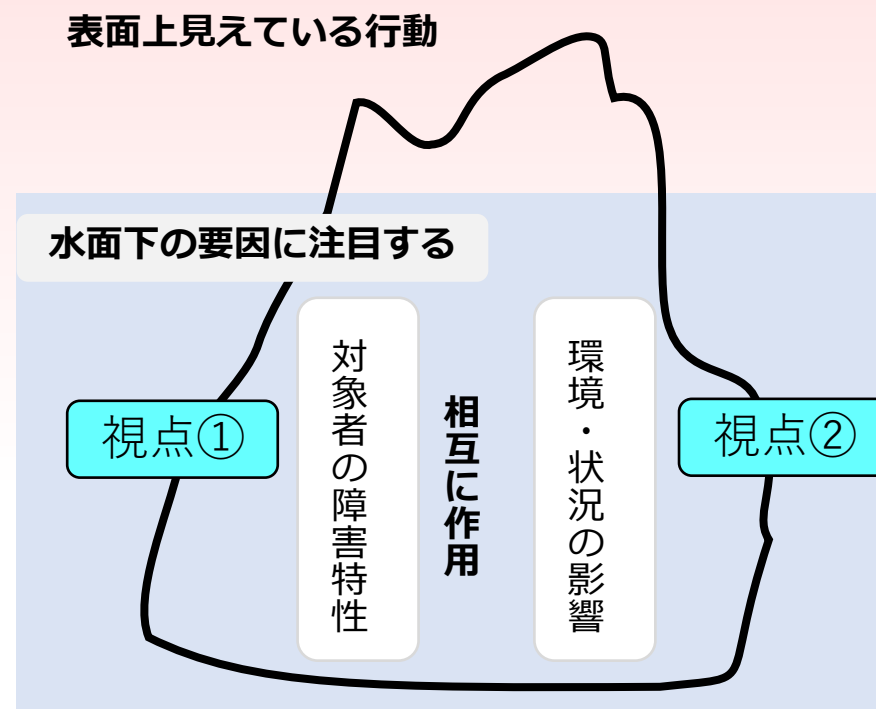 表面上見えている行動
水面下の要因に注目する
視点①
対象者の障害特性
相互に作用
環境・状況の影響
視点②